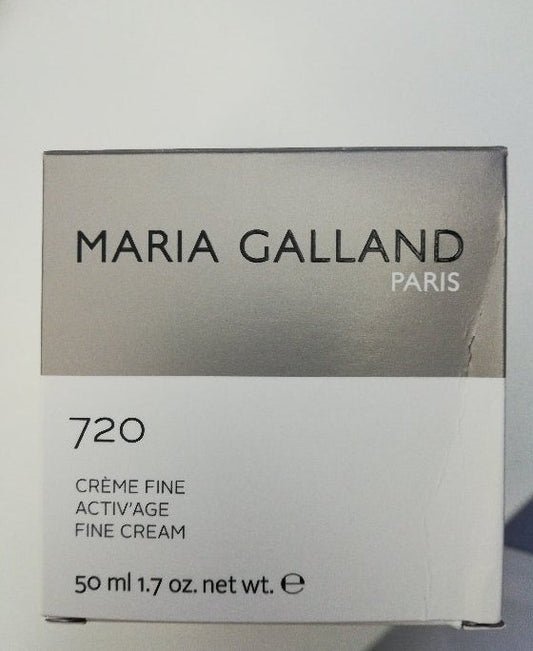 MARIA GALLAND
PARIS
720
CRÈME FINE
ACTIV'AGE
FINE CREAM
50 ml 1.7 oz. net wt. ℮